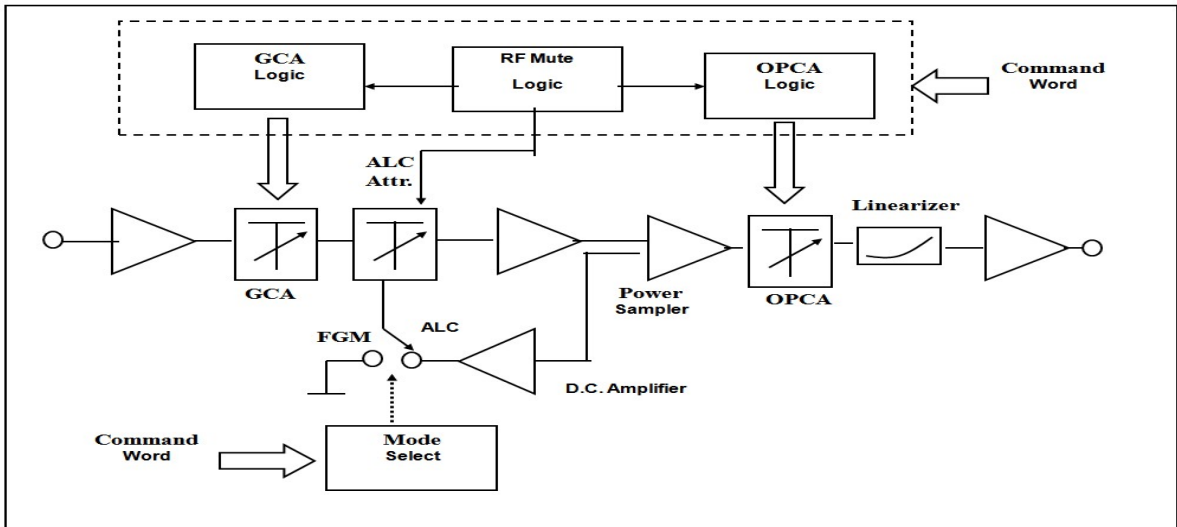 GCA
Logic
RF Mute
Logic
OPCA
Logic
Command
Word
ALC
Attr.
Linearizer
GCA
Power
Sampler
OPCA
FGM
ALC
D.C. Amplifier
Command
Word
Mode
Select